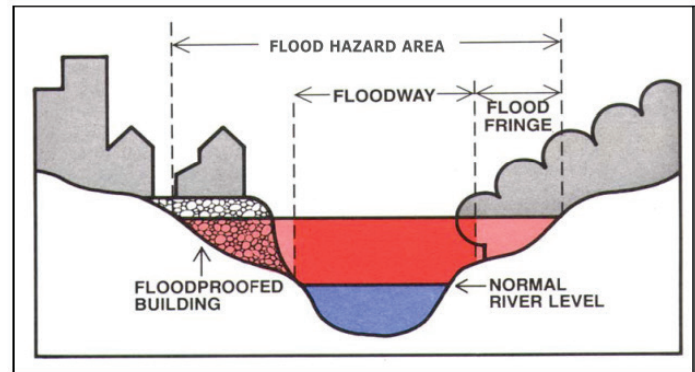 FLOOD HAZARD AREA
FLOODWAY
FLOOD
FRINGE
FLOODPROOFED
BUILDING
NORMAL
RIVER LEVEL